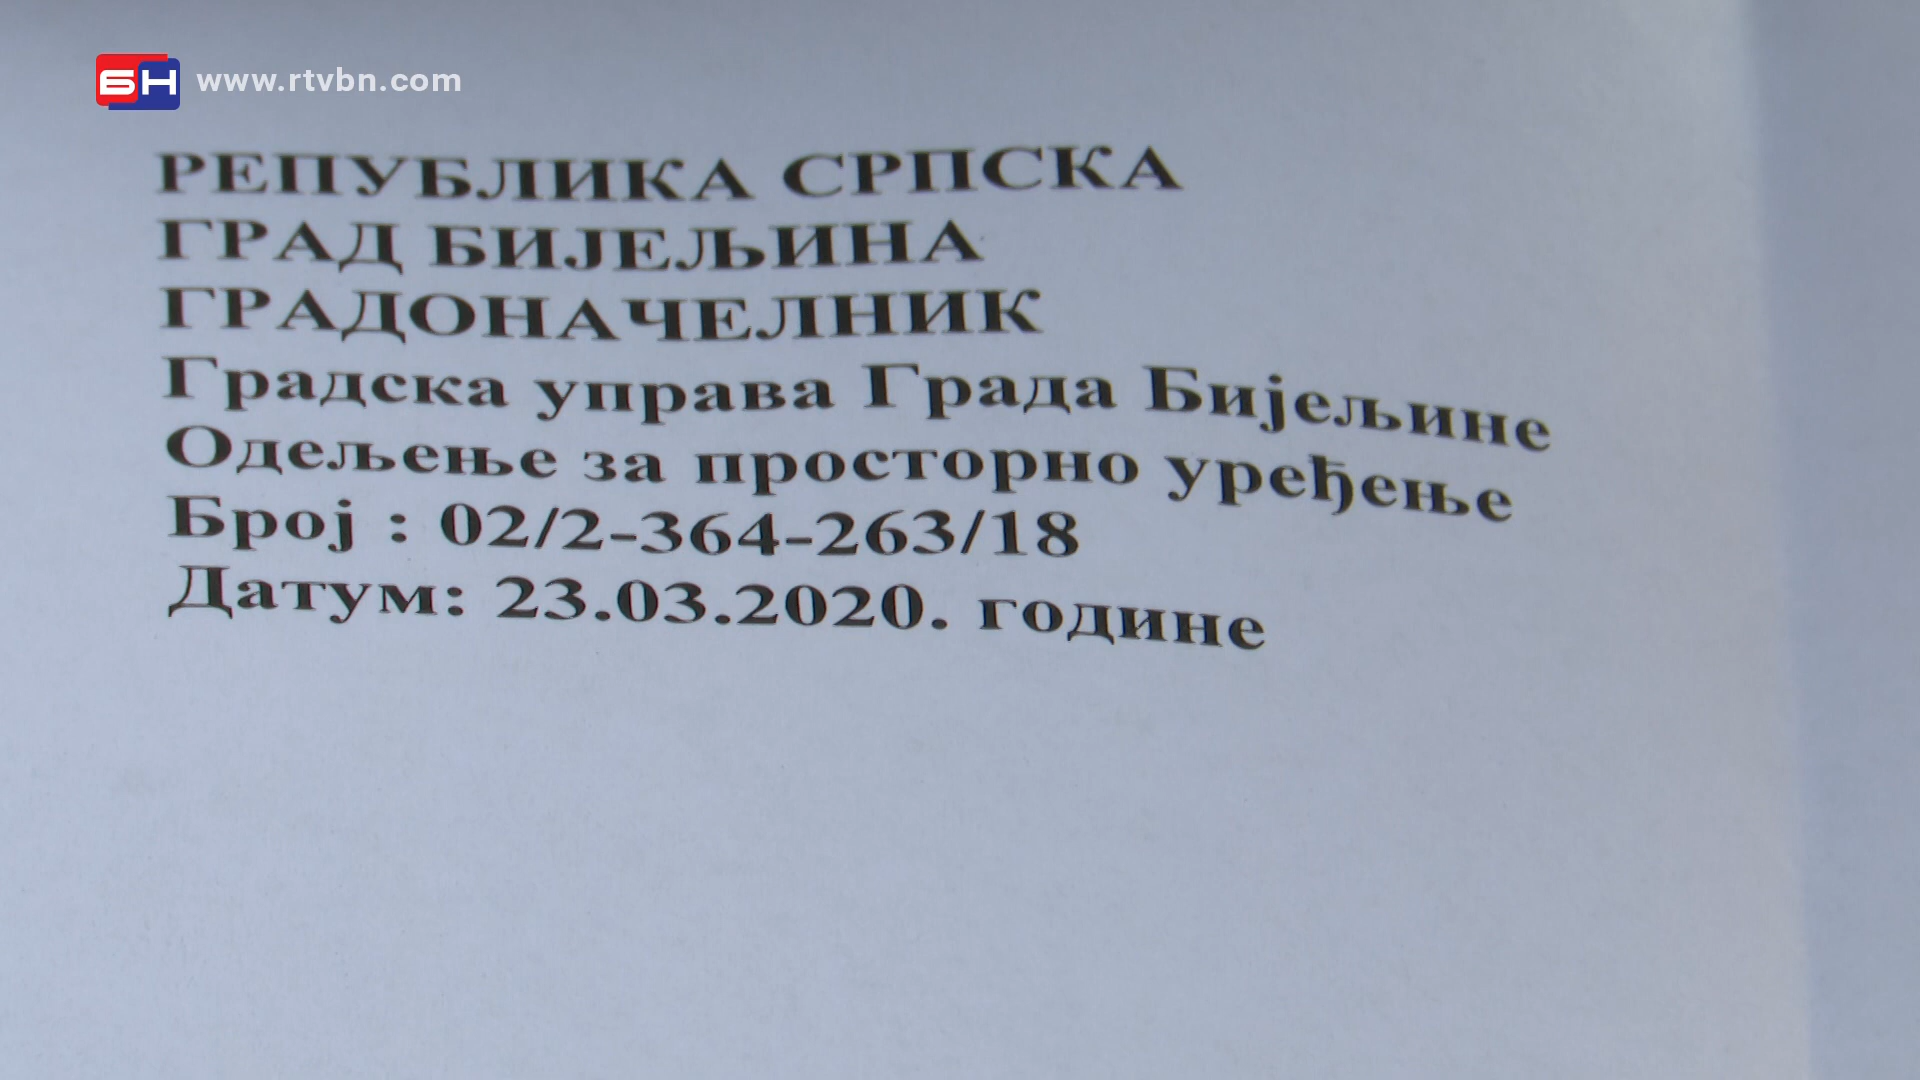 БН www.rtvbn.com
РЕПУБЛИКА СРПСКА
ГРАД БИЈЕЉИНА
ГРАДОНАЧЕЛНИК
Градска управа Града Бијељине
Одељење за просторно уређење
Број : 02/2-364-263/18
Датум: 23.03.2020. године